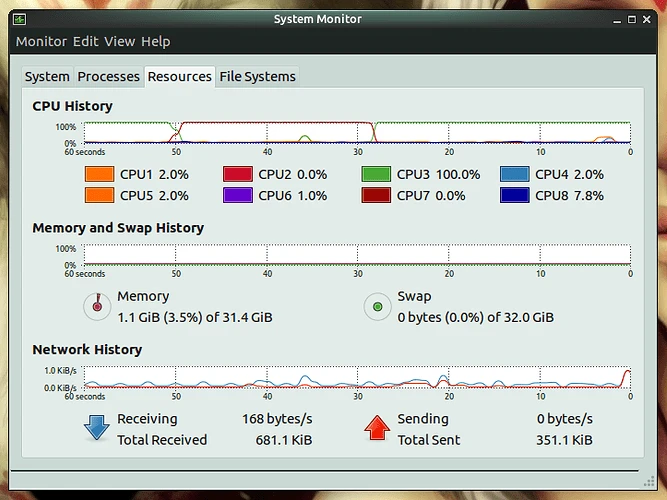 System Monitor
Monitor Edit View Help
System Processes Resources File Systems
CPU History
100%
0%
60 seconds 50 40 30 20 10 0
CPU1 2.0% CPU2 0.0% CPU3 100.0% CPU4 2.0%
CPU5 2.0% CPU6 1.0% CPU7 0.0% CPU8 7.8%
Memory and Swap History
100%
0%
60 seconds 50 40 30 20 10 0
Memory Swap
1.1 GiB (3.5%) of 31.4 GiB 0 bytes (0.0%) of 32.0 GiB
Network History
1.0 KiB/s
0.0 KiB/s
60 seconds 50 40 30 20 10 0
Receiving 168 bytes/s Sending 0 bytes/s
Total Received 681.1 KiB Total Sent 351.1 KiB